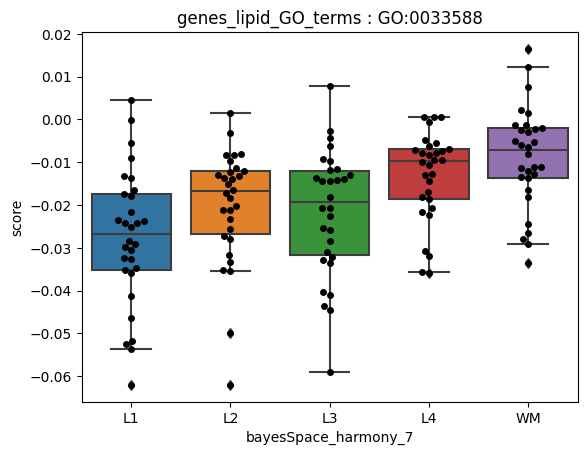 genes_lipid_GO_terms : GO:0033588
0.02
0.01
0.00
−0.01
−0.02
−0.03
−0.04
−0.05
−0.06
score
L1 L2 L3 L4 WM
bayesSpace_harmony_7